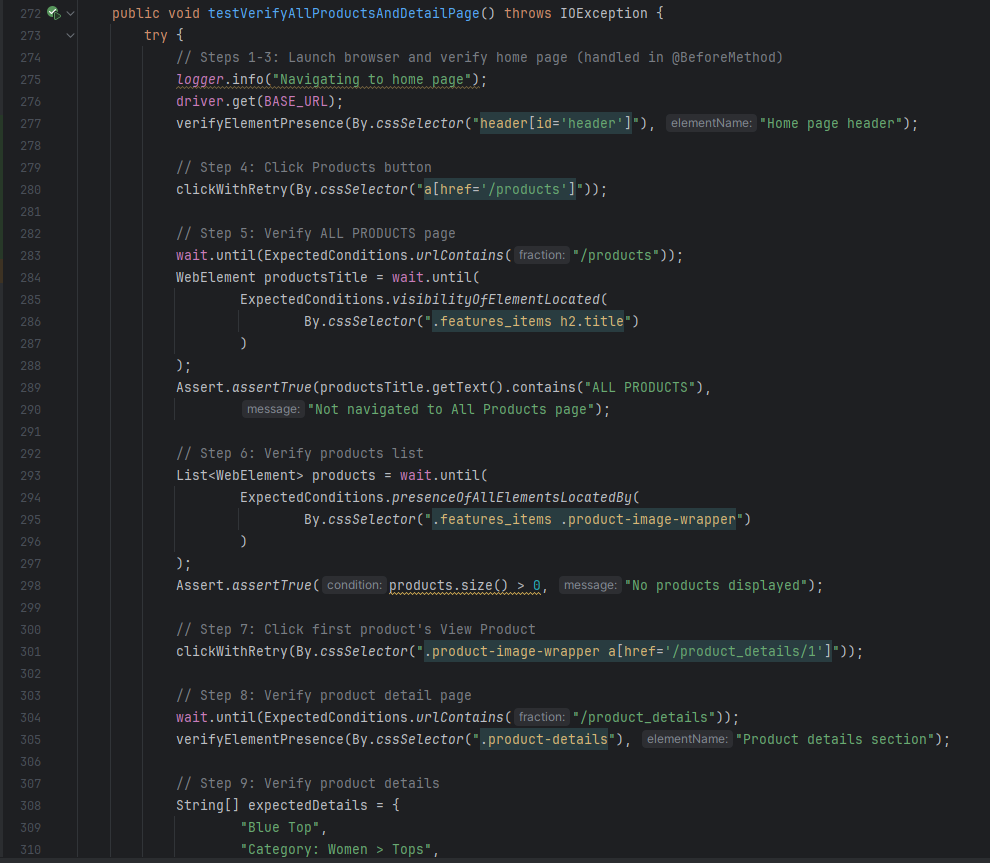 272 public void testVerifyAllProductsAndDetailPage() throws IOException {
273 try {
274 // Steps 1-3: Launch browser and verify home page (handled in @BeforeMethod)
275 logger.info("Navigating to home page");
276 driver.get(BASE_URL);
277 verifyElementPresence(By.cssSelector("header[id='header']"), elementName: "Home page header");
278
279 // Step 4: Click Products button
280 clickWithRetry(By.cssSelector("a[href='/products']"));
281
282 // Step 5: Verify ALL PRODUCTS page
283 wait.until(ExpectedConditions.urlContains( fraction: "/products"));
284 WebElement productsTitle = wait.until(
285 ExpectedConditions.visibilityOfElementLocated(
286 By.cssSelector(".features_items h2.title")
287 )
288 );
289 Assert.assertTrue(productsTitle.getText().contains("ALL PRODUCTS"),
290 message: "Not navigated to All Products page");
291
292 // Step 6: Verify products list
293 List<WebElement> products = wait.until(
294 ExpectedConditions.presenceOfAllElementsLocatedBy(
295 By.cssSelector(".features_items .product-image-wrapper")
296 )
297 );
298 Assert.assertTrue( condition: products.size() > 0, message: "No products displayed");
299
300 // Step 7: Click first product's View Product
301 clickWithRetry(By.cssSelector(".product-image-wrapper a[href='/product_details/1']"));
302
303 // Step 8: Verify product detail page
304 wait.until(ExpectedConditions.urlContains( fraction: "/product_details"));
305 verifyElementPresence(By.cssSelector(".product-details"), elementName: "Product details section");
306
307 // Step 9: Verify product details
308 String[] expectedDetails = {
309 "Blue Top",
310 "Category: Women > Tops",